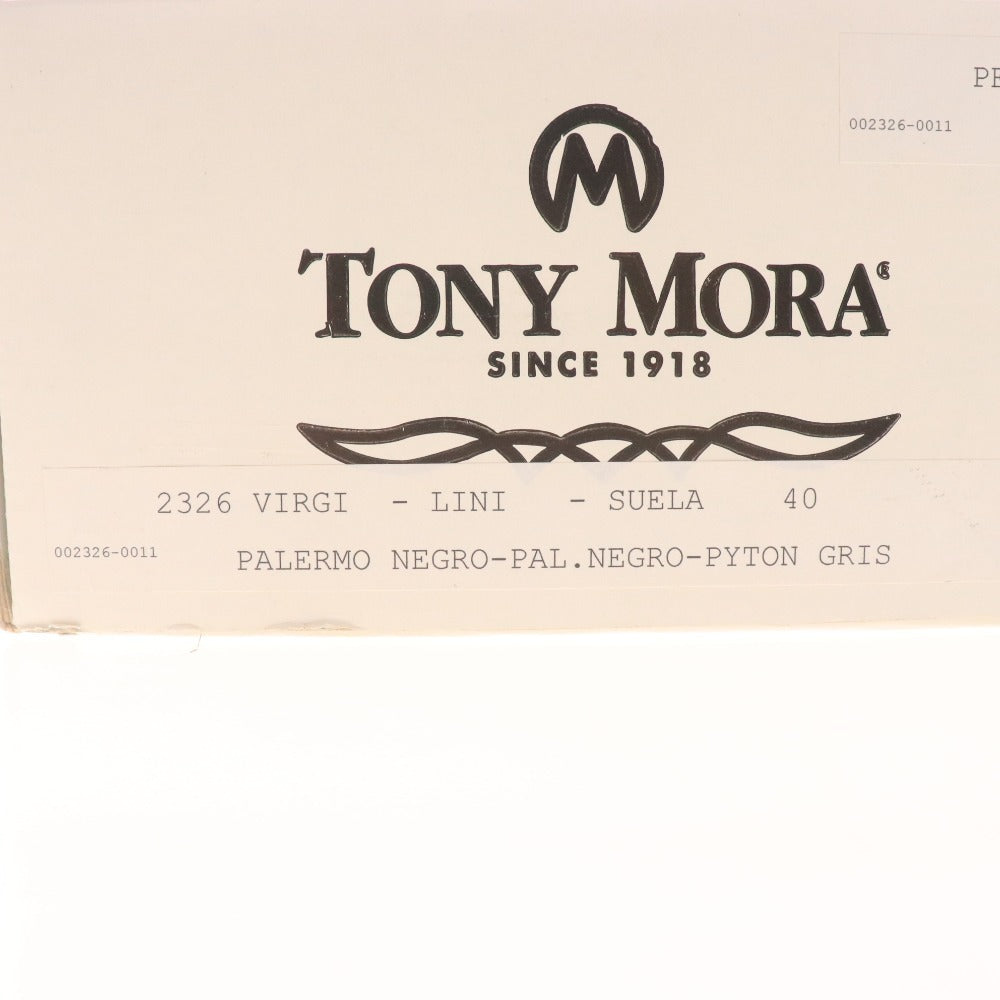 002326-0011
M
TONY MORA®
SINCE 1918
2326 VIRGI - LINI - SUELA 40
002326-0011
PALERMO NEGRO-PAL.NEGRO-PYTON GRIS